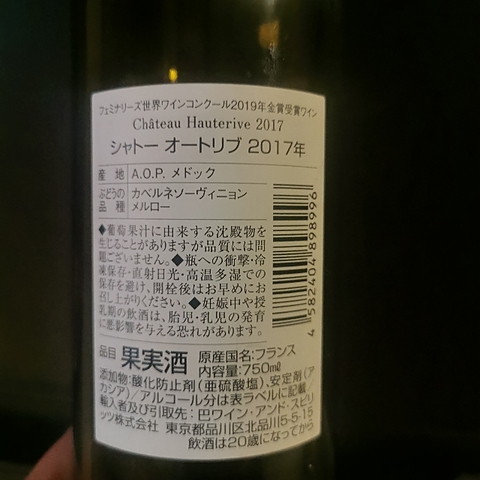 フェミナリーズ世界ワインコンクール2019年金賞受賞ワイン
Château Hauterive 2017
シャトー オートリブ 2017年
産 地 A.O.P. メドック
ぶどうの品種 カベルネソーヴィニョン
メルロー
◆葡萄果汁に由来する沈殿物を
生じることがありますが品質には問
題ございません。◆瓶への衝撃・冷
凍保存・直射日光・高温多湿での
保存を避け、開栓後はお早めにお
召し上がりください。◆妊娠中や授
乳期の飲酒は、胎児・乳児の発育
に悪影響を与える恐れがあります。
4 582404 898996
品目 果実酒 原産国名:フランス
内容量:750㎖
添加物:酸化防止剤(亜硫酸塩)、安定剤(ア
カシア)/アルコール分は表ラベルに記載/
輸入者及び引取先:巴ワイン・アンド・スピリ
ッツ株式会社 東京都品川区北品川5-5-15
飲酒は20歳になってから